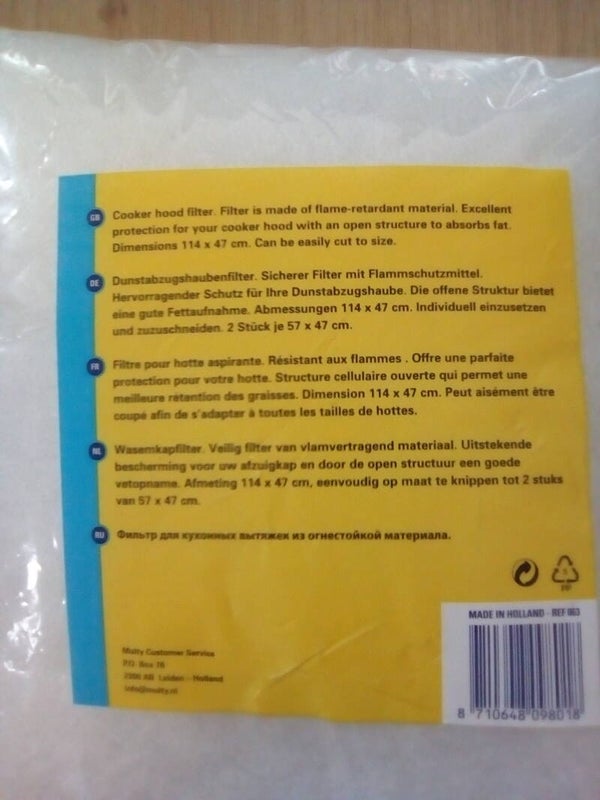 GB
Cooker hood filter. Filter is made of flame-retardant material. Excellent
protection for your cooker hood with an open structure to absorbs fat.
Dimensions 114 x 47 cm. Can be easily cut to size.
DE
Dunstabzugshaubenfilter. Sicherer Filter mit Flammschutzmittel.
Hervorragender Schutz für Ihre Dunstabzugshaube. Die offene Struktur bietet
eine gute Fettaufnahme. Abmessungen 114 x 47 cm. Individuell einzusetzen
und zuzuschneiden. 2 Stück je 57 x 47 cm.
FR
Filtre pour hotte aspirante. Résistant aux flammes . Offre une parfaite
protection pour votre hotte. Structure cellulaire ouverte qui permet une
meilleure rétention des graisses. Dimension 114 x 47 cm. Peut aisément être
coupé afin de s'adapter à toutes les tailles de hottes.
NL
Wasemkapfilter. Veilig filter van vlamvertragend materiaal. Uitstekende
bescherming voor uw afzuigkap en door de open structuur een goede
vetopname. Afmeting 114 x 47 cm, eenvoudig op maat te knippen tot 2 stuks
van 57 x 47 cm.
RU
Фильтр для кухонных вытяжек из огнестойкой материала.
MADE IN HOLLAND - REF 063
8 710648 098018
Multy Customer Service
P.O. Box 76
2300 AB Leiden - Holland
info@multy.nl